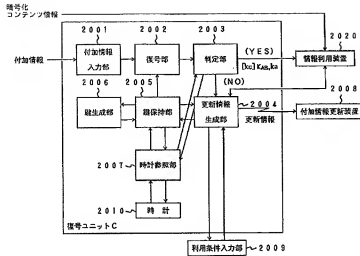 暗号化
コンテンツ情報
2001
2002
2003
2020
付加情報
付加情報
入力部
復号部
判定部
(YES)
[kc] KAB,ka
情報利用装置
2006
2005
(NO)
2008
鍵生成部
鍵保持部
更新情報
生成部
2004
更新情報
付加情報更新装置
2007
時計参照部
2010
時計
復号ユニットC
利用条件入力部
2009